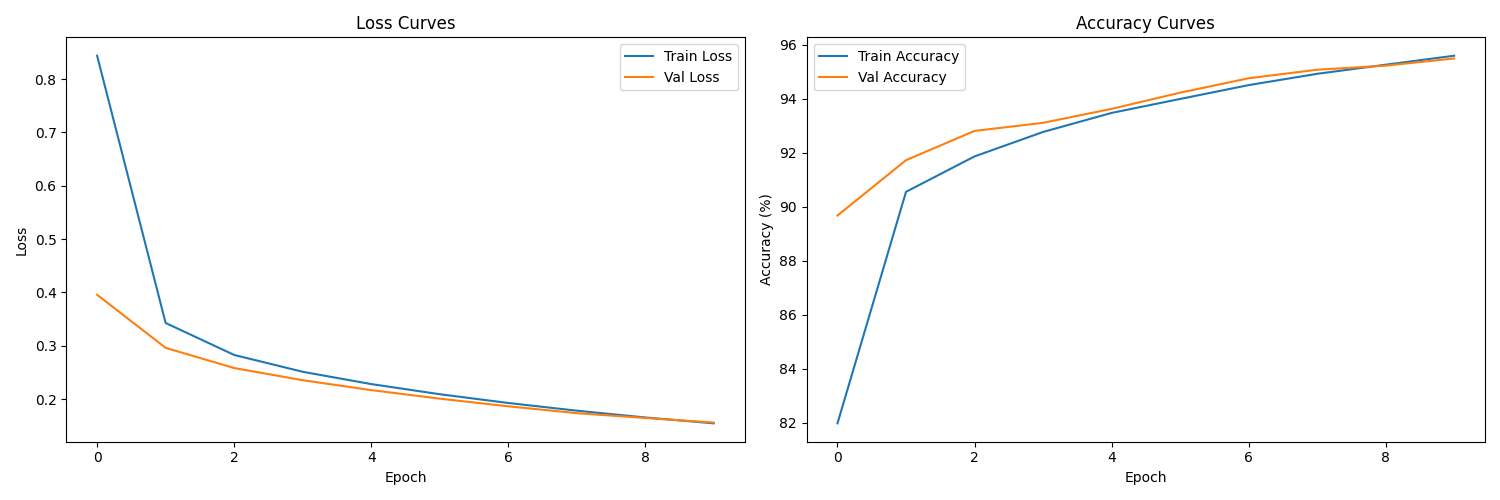 Loss Curves
Train Loss
Val Loss
0.8
0.7
0.6
0.5
0.4
0.3
0.2
Loss
0 2 4 6 8
Epoch
Accuracy Curves
Train Accuracy
Val Accuracy
96
94
92
90
88
86
84
82
Accuracy (%)
0 2 4 6 8
Epoch